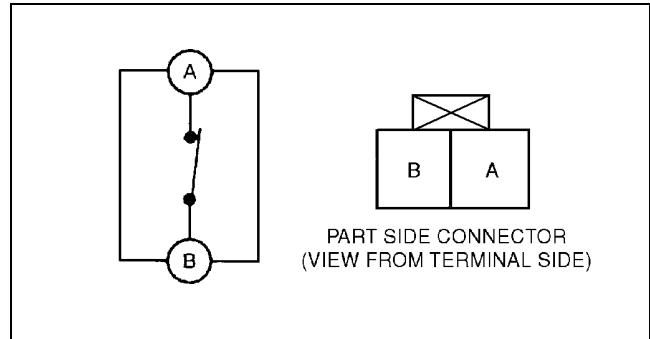 A
B
B A
PART SIDE CONNECTOR
(VIEW FROM TERMINAL SIDE)